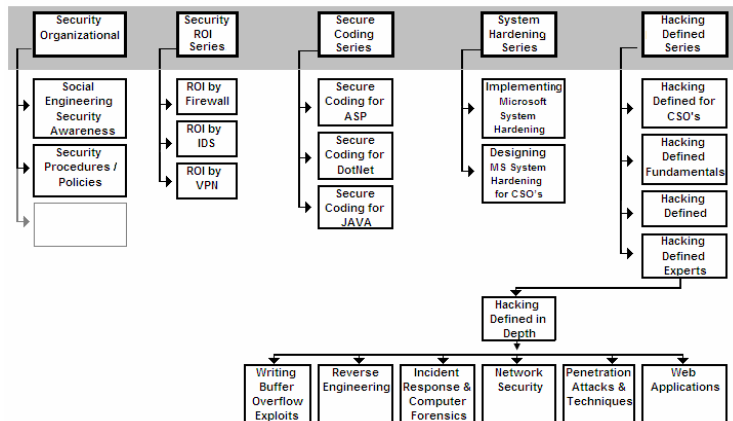 Security
Organizational
Security
ROI
Series
Secure
Coding
Series
System
Hardening
Series
Hacking
Defined
Series
Social
Engineering
Security
Awareness
Security
Procedures /
Policies
ROI by
Firewall
ROI by
IDS
ROI by
VPN
Secure
Coding for
ASP
Secure
Coding for
DotNet
Secure
Coding for
JAVA
Implementing
Microsoft
System
Hardening
Designing
MS System
Hardening
for CSO's
Hacking
Defined for
CSO's
Hacking
Defined
Fundamentals
Hacking
Defined
Hacking
Defined
Experts
Hacking
Defined in
Depth
Writing
Buffer
Overflow
Exploits
Reverse
Engineering
Incident
Response &
Computer
Forensics
Network
Security
Penetration
Attacks &
Techniques
Web
Applications